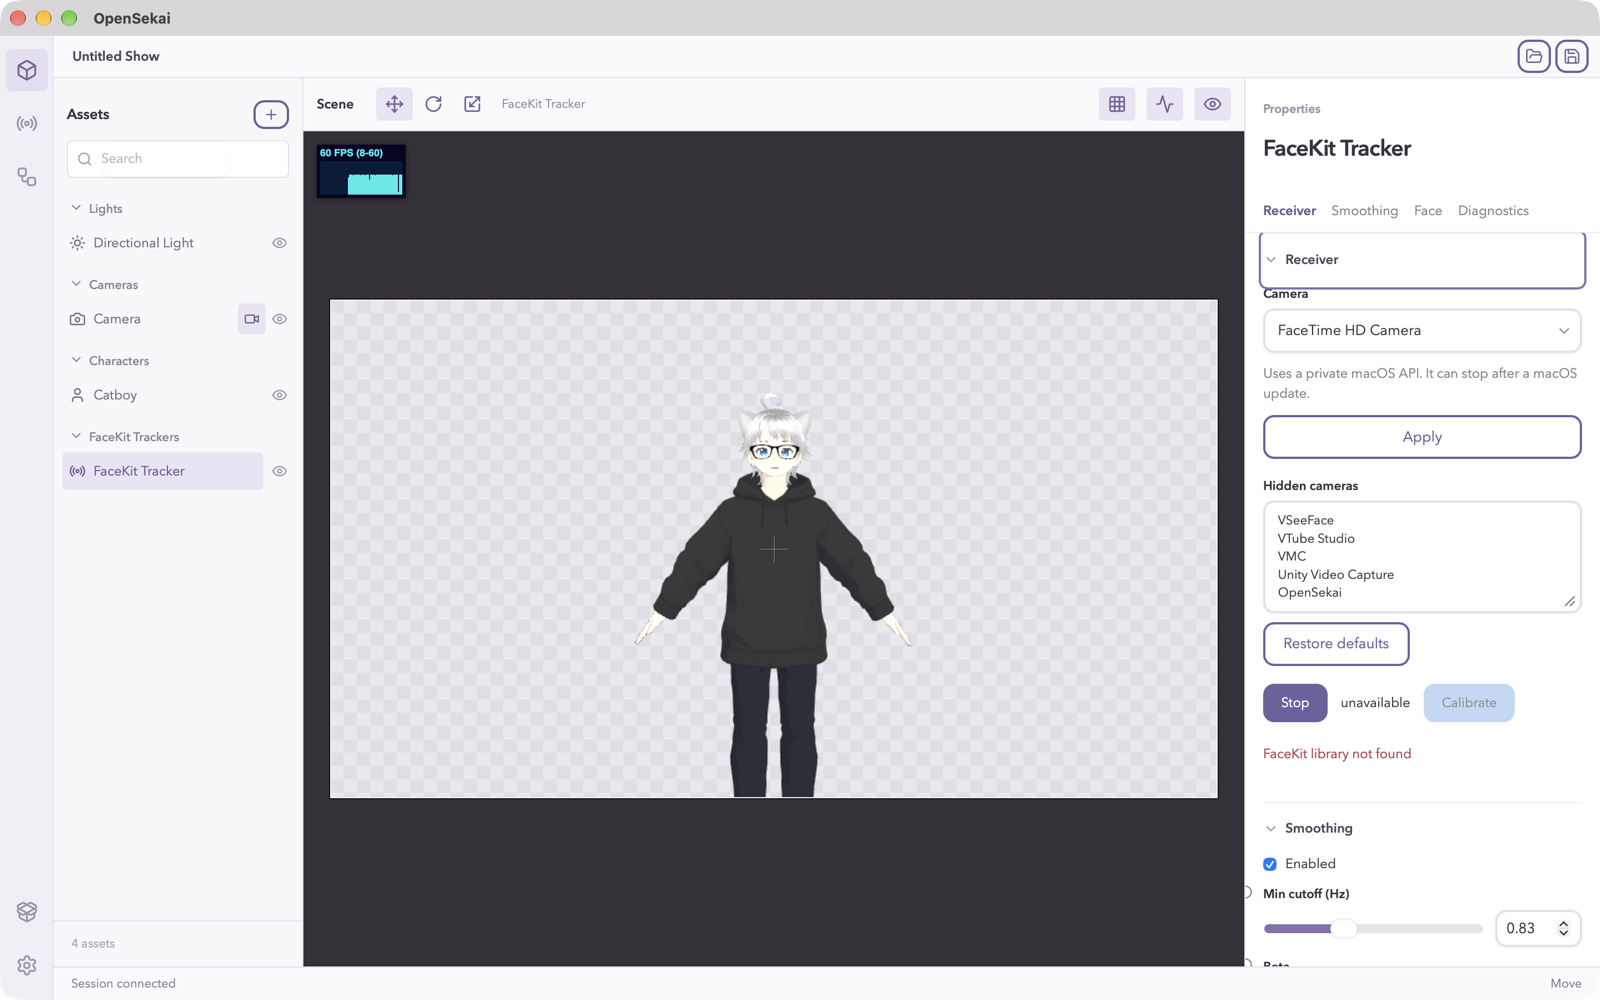 OpenSekai
Untitled Show
Assets
+
Search
Lights
Directional Light
Cameras
Camera
Characters
Catboy
FaceKit Trackers
FaceKit Tracker
4 assets
Session connected
Scene
FaceKit Tracker
60 FPS (8-60)
Properties
FaceKit Tracker
Receiver Smoothing Face Diagnostics
Receiver
Camera
FaceTime HD Camera
Uses a private macOS API. It can stop after a macOS
update.
Apply
Hidden cameras
VSeeFace
VTube Studio
VMC
Unity Video Capture
OpenSekai
Restore defaults
Stop unavailable Calibrate
FaceKit library not found
Smoothing
Enabled
Min cutoff (Hz)
0.83
Beta
Move